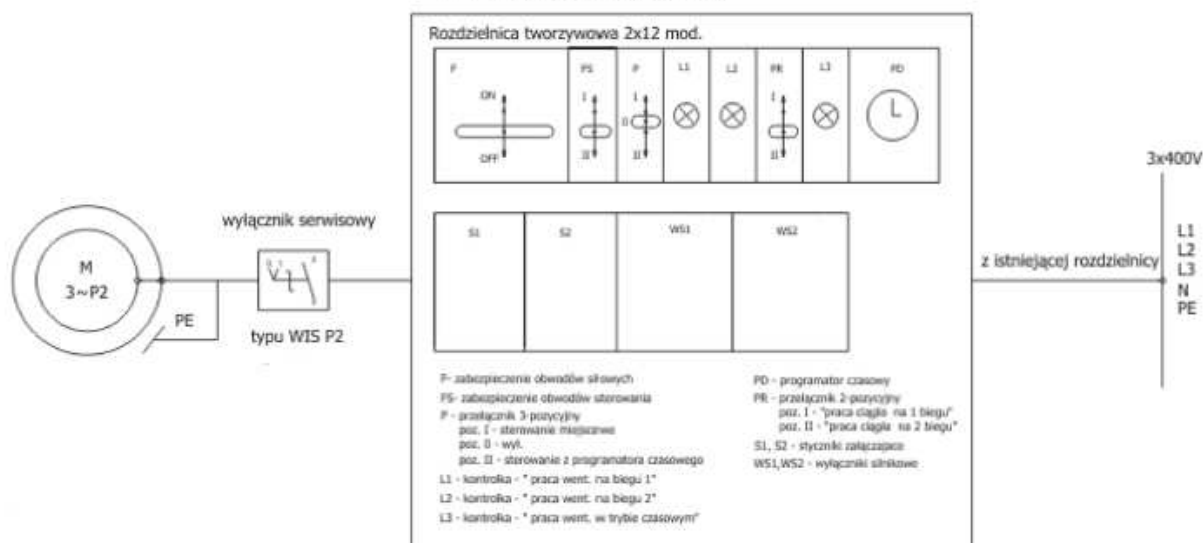 Rozdzielnica tworzywowa 2x12 mod.
F
FS
P
L1
L2
PR
L3
PD
ON
OFF
I
II
I
0
II
I
II
S1
S2
WS1
WS2
wyłącznik serwisowy
M
3~P2
PE
typu WIS P2
3x400V
L1
L2
L3
N
PE
z istniejącej rozdzielnicy
F- zabezpieczenie obwodów siłowych
FS- zabezpieczenie obwodów sterowania
P - przełącznik 3-pozycyjny
poz. I - sterowanie miejscowe
poz. 0 - wył.
poz. II - sterowanie z programatora czasowego
L1 - kontrolka - " praca went. na biegu 1"
L2 - kontrolka - " praca went. na biegu 2"
L3 - kontrolka - " praca went. w trybie czasowym"
PD - programator czasowy
PR - przełącznik 2-pozycyjny
poz. I - "praca ciągła na 1 biegu"
poz. II - "praca ciągła na 2 biegu"
S1, S2 - styczniki załączające
WS1,WS2 - wyłączniki silnikowe